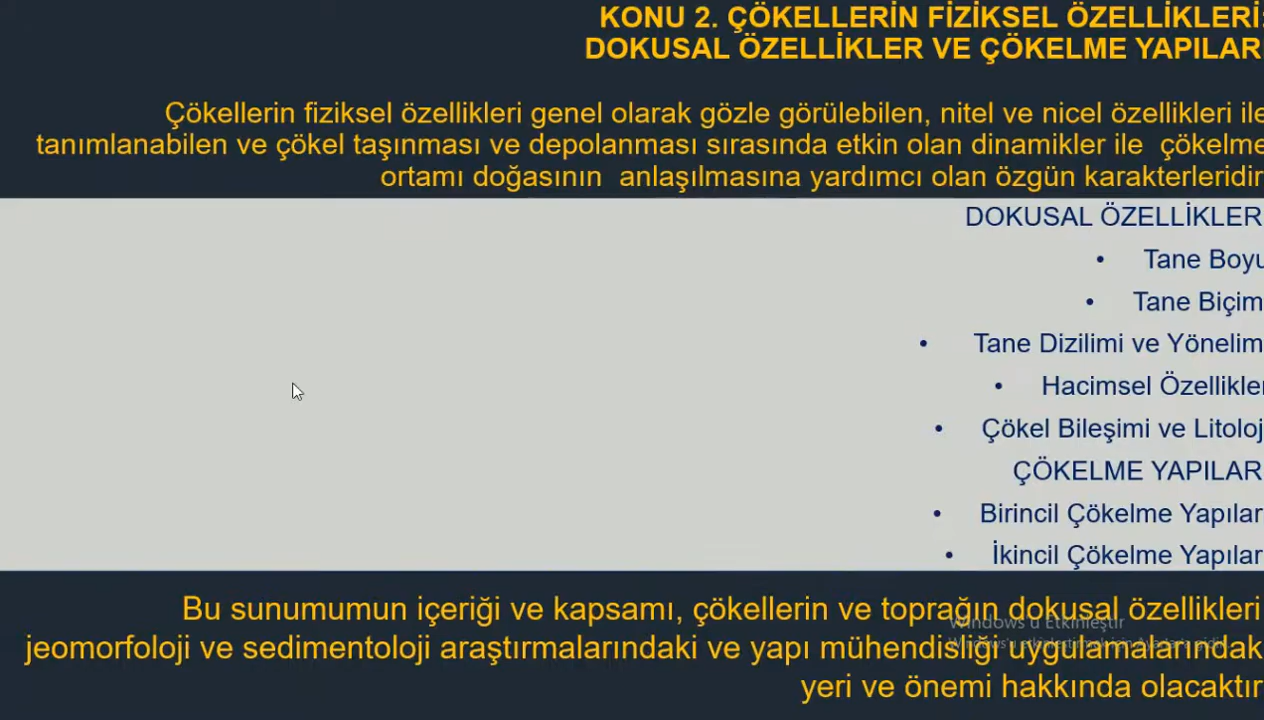 KONU 2. ÇÖKELLERİN FİZİKSEL ÖZELLİKLERİ:
DOKUSAL ÖZELLİKLER VE ÇÖKELME YAPILAR
Çökellerin fiziksel özellikleri genel olarak gözle görülebilen, nitel ve nicel özellikleri ile
tanımlanabilen ve çökel taşınması ve depolanması sırasında etkin olan dinamikler ile çökelme
ortamı doğasının anlaşılmasına yardımcı olan özgün karakterleridir
DOKUSAL ÖZELLİKLER
• Tane Boyu
• Tane Biçim
• Tane Dizilimi ve Yönelim
• Hacimsel Özellikler
• Çökel Bileşimi ve Litoloj
ÇÖKELME YAPILAR
• Birincil Çökelme Yapılar
• İkincil Çökelme Yapılar
Bu sunumumun içeriği ve kapsamı, çökellerin ve toprağın dokusal özellikleri
jeomorfoloji ve sedimentoloji araştırmalarındaki ve yapı mühendisliği uygulamalarındak
yeri ve önemi hakkında olacaktır
Windows'u Etkinleştir